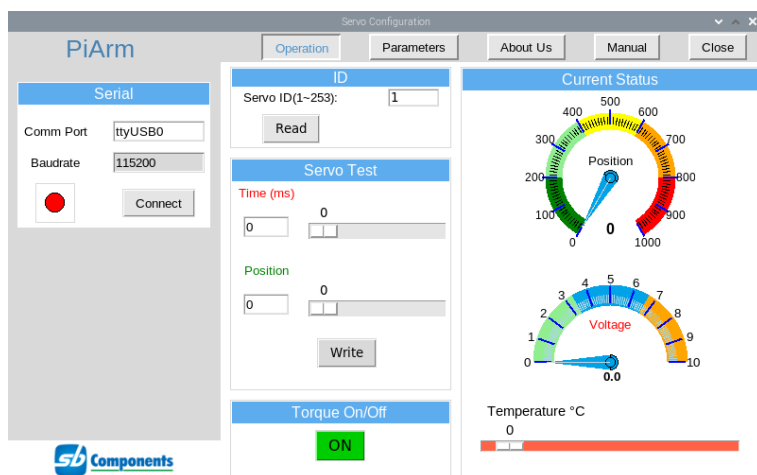 Servo Configuration
PiArm
Operation
Parameters
About Us
Manual
Close
Serial
Comm Port
ttyUSB0
Baudrate
115200
Connect
ID
Servo ID(1~253):
1
Read
Servo Test
Time (ms)
0
0
Position
0
0
Write
Torque On/Off
ON
Current Status
0
100
200
300
400
500
600
700
800
900
1000
Position
0
0
1
2
3
4
5
6
7
8
9
10
Voltage
0.0
Temperature °C
0
sb Components